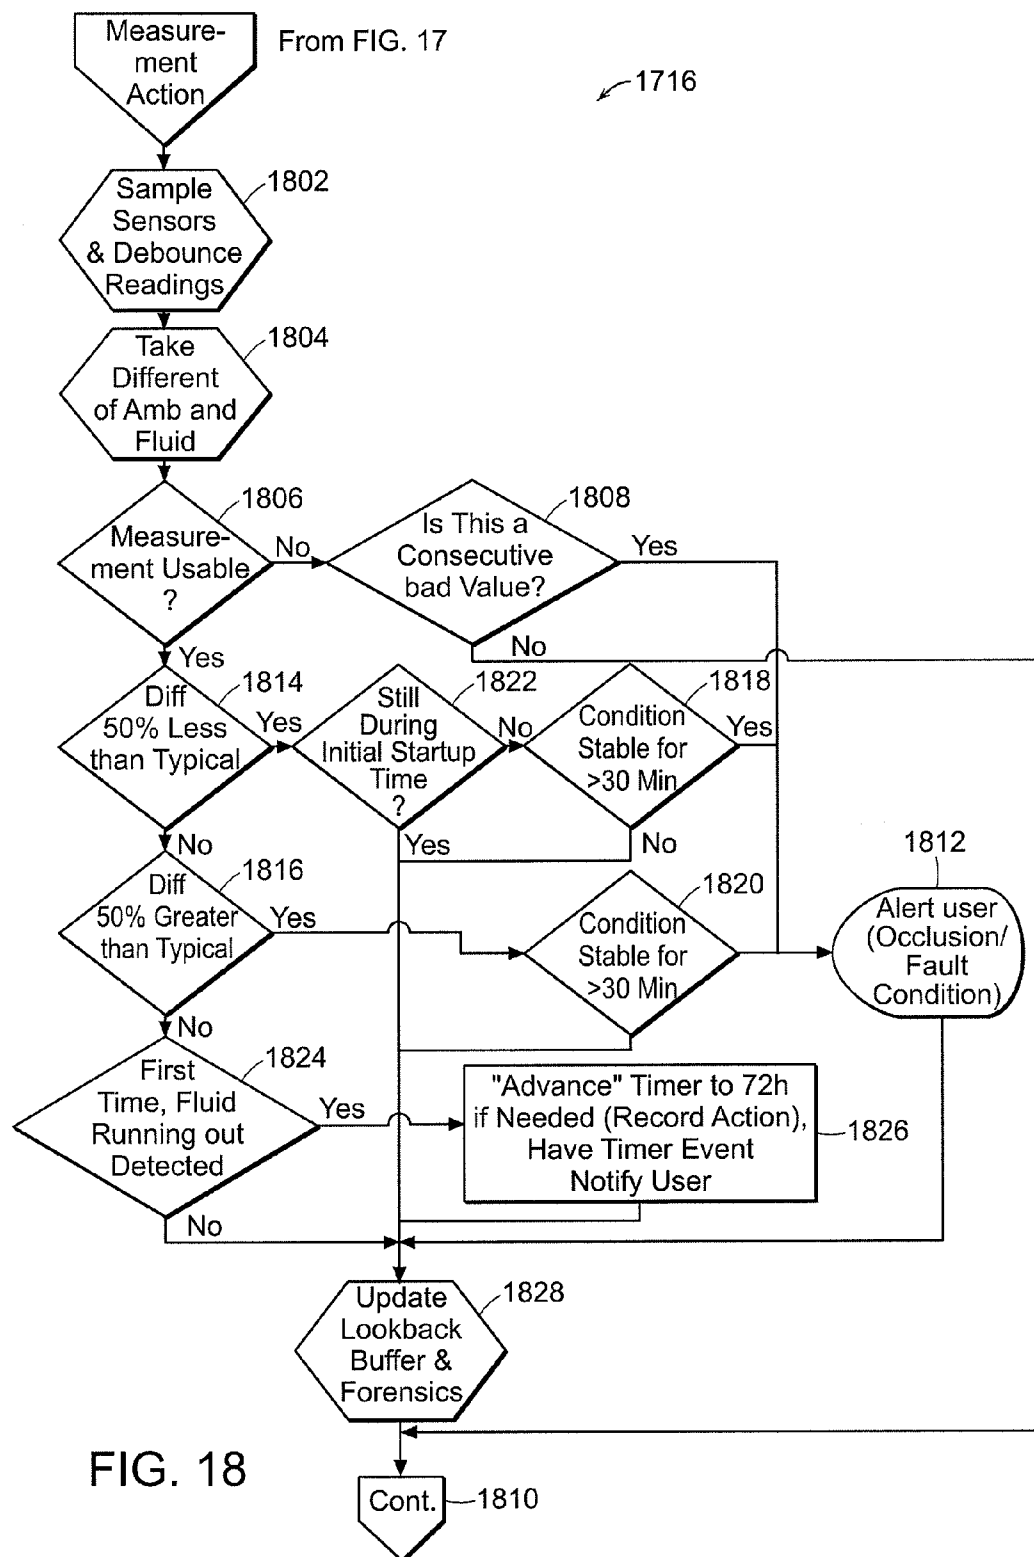 Measure-
ment
Action
From FIG. 17
1716
Sample
Sensors
& Debounce
Readings
1802
Take
Different
of Amb and
Fluid
1804
Measure-
ment Usable
?
1806
No
Is This a
Consecutive
bad Value?
1808
Yes
No
Yes
Diff
50% Less
than Typical
1814
Yes
Still
During
Initial Startup
Time
?
1822
No
Condition
Stable for
>30 Min
1818
Yes
No
Yes
No
Diff
50% Greater
than Typical
1816
Yes
Condition
Stable for
>30 Min
1820
Alert user
(Occlusion/
Fault
Condition)
1812
No
First
Time, Fluid
Running out
Detected
1824
Yes
"Advance" Timer to 72h
if Needed (Record Action),
Have Timer Event
Notify User
1826
No
Update
Lookback
Buffer &
Forensics
1828
FIG. 18
Cont.
1810